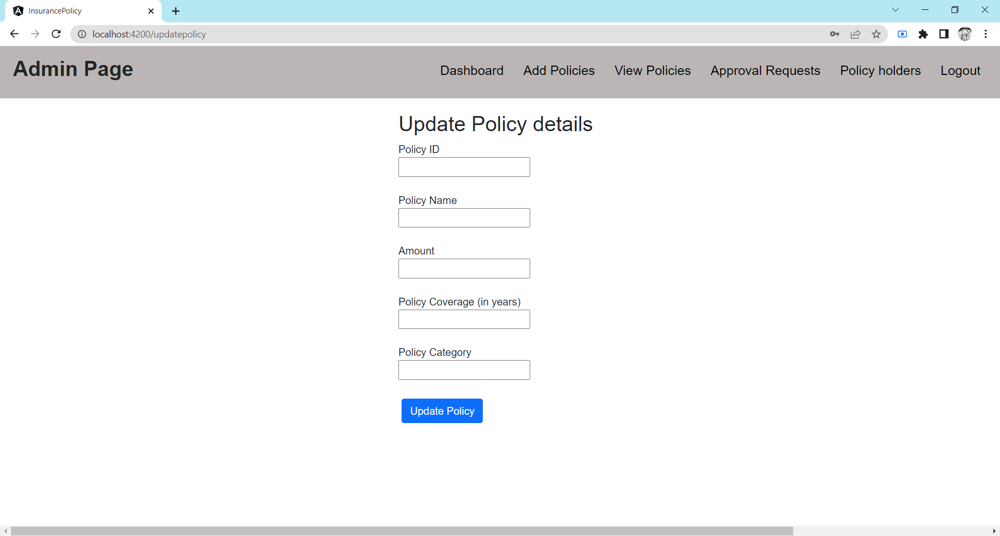 InsurancePolicy
localhost:4200/updatepolicy
Admin Page
Dashboard Add Policies View Policies Approval Requests Policy holders Logout
Update Policy details
Policy ID
Policy Name
Amount
Policy Coverage (in years)
Policy Category
Update Policy